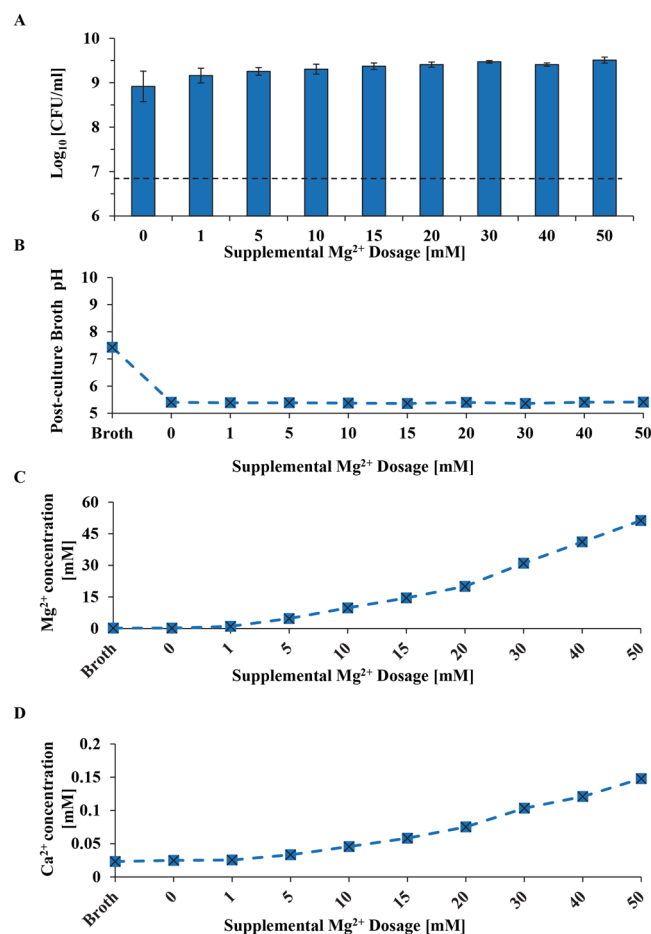 A
Log₁₀ [CFU/ml]
10
9
8
7
6
0 1 5 10 15 20 30 40 50
Supplemental Mg²⁺ Dosage [mM]
B
Post-culture Broth pH
10
9
8
7
6
5
Broth 0 1 5 10 15 20 30 40 50
Supplemental Mg²⁺ Dosage [mM]
C
Mg²⁺ concentration
[mM]
60
45
30
15
0
Broth 0 1 5 10 15 20 30 40 50
Supplemental Mg²⁺ Dosage [mM]
D
Ca²⁺ concentration
[mM]
0.2
0.15
0.1
0.05
0
Broth 0 1 5 10 15 20 30 40 50
Supplemental Mg²⁺ Dosage [mM]